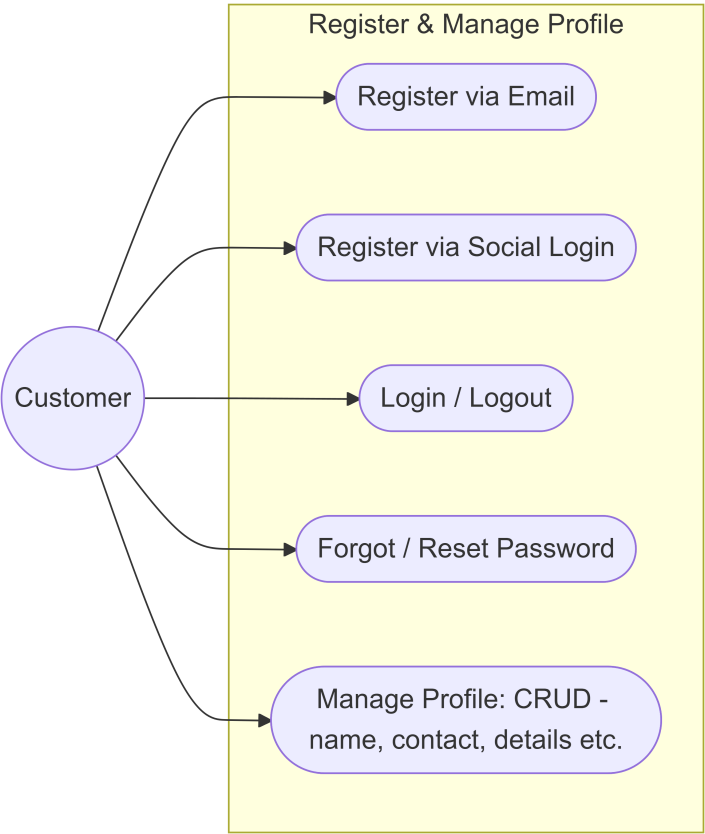 Register & Manage Profile
Register via Email
Register via Social Login
Customer
Login / Logout
Forgot / Reset Password
Manage Profile: CRUD -
name, contact, details etc.